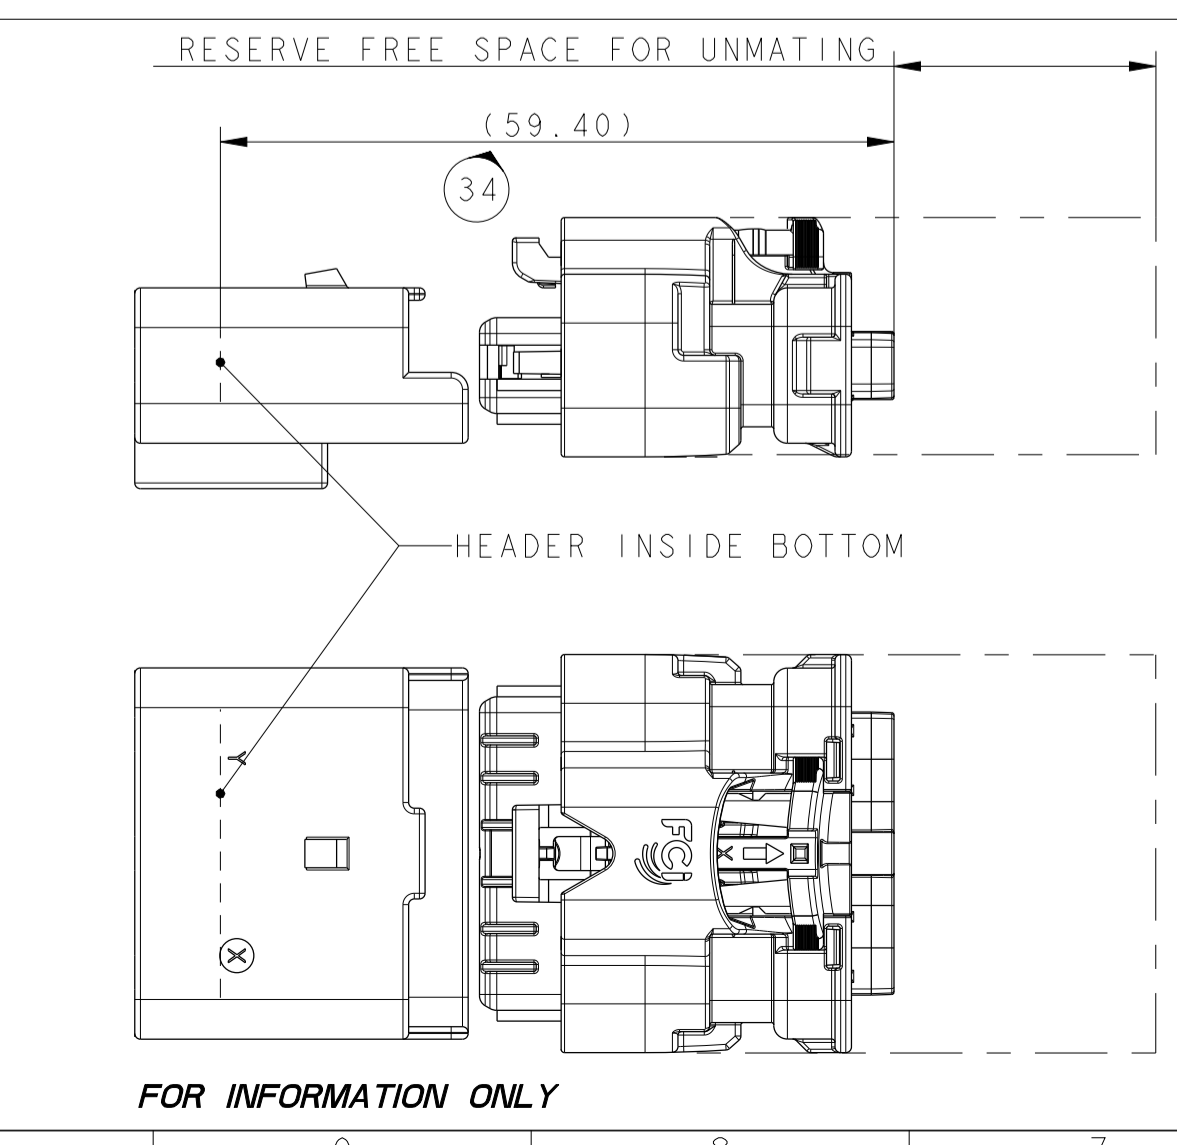 RESERVE FREE SPACE FOR UNMATING
(59.40)
34
HEADER INSIDE BOTTOM
Y
FCi
X
X
FOR INFORMATION ONLY